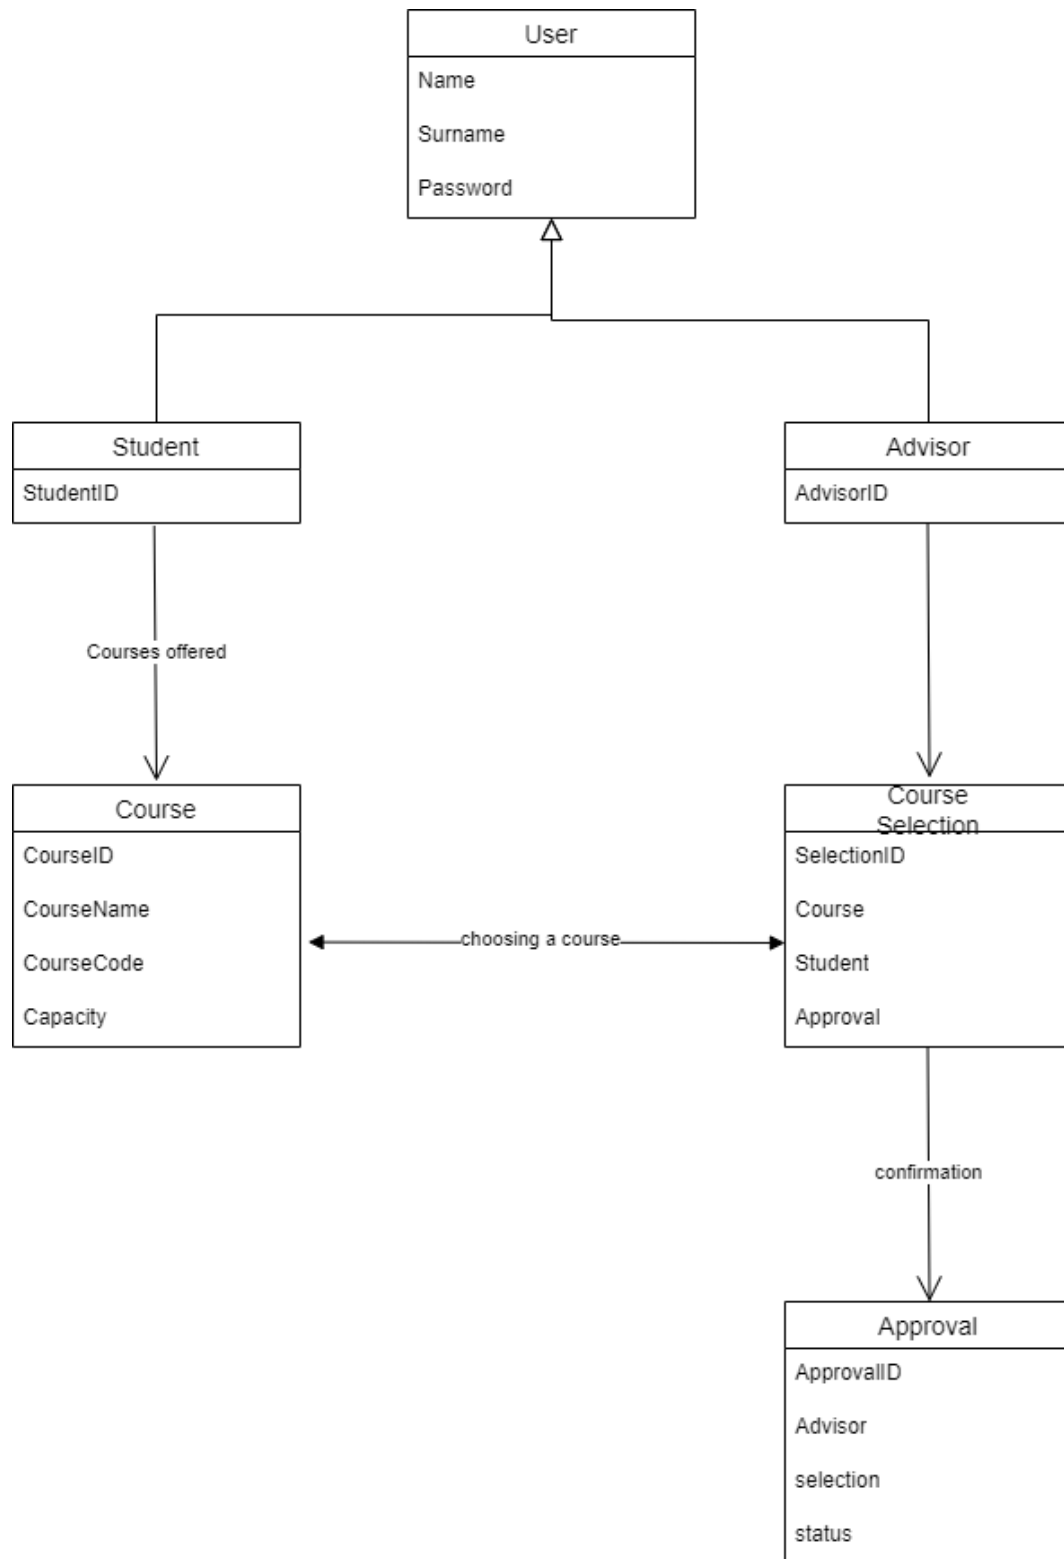 User
Name
Surname
Password
Student
StudentID
Advisor
AdvisorID
Courses offered
Course
CourseID
CourseName
CourseCode
Capacity
choosing a course
Course
Selection
SelectionID
Course
Student
Approval
confirmation
Approval
ApprovalID
Advisor
selection
status